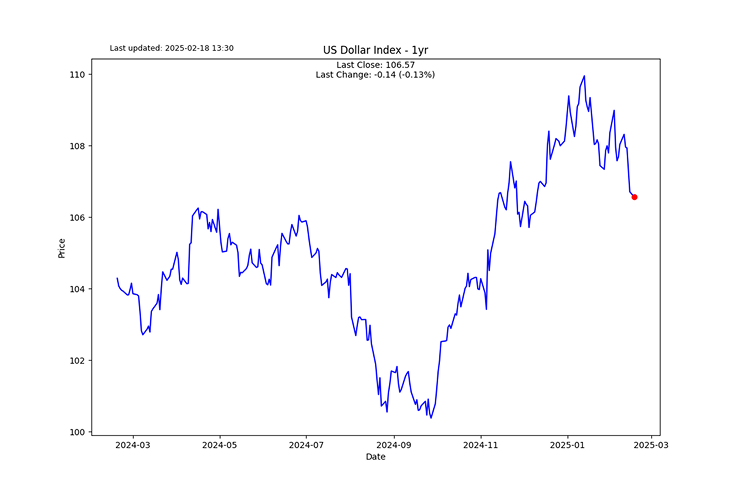 Last updated: 2025-02-18 13:30
US Dollar Index - 1yr
Last Close: 106.57
Last Change: -0.14 (-0.13%)
Price
110
108
106
104
102
100
2024-03 2024-05 2024-07 2024-09 2024-11 2025-01 2025-03
Date